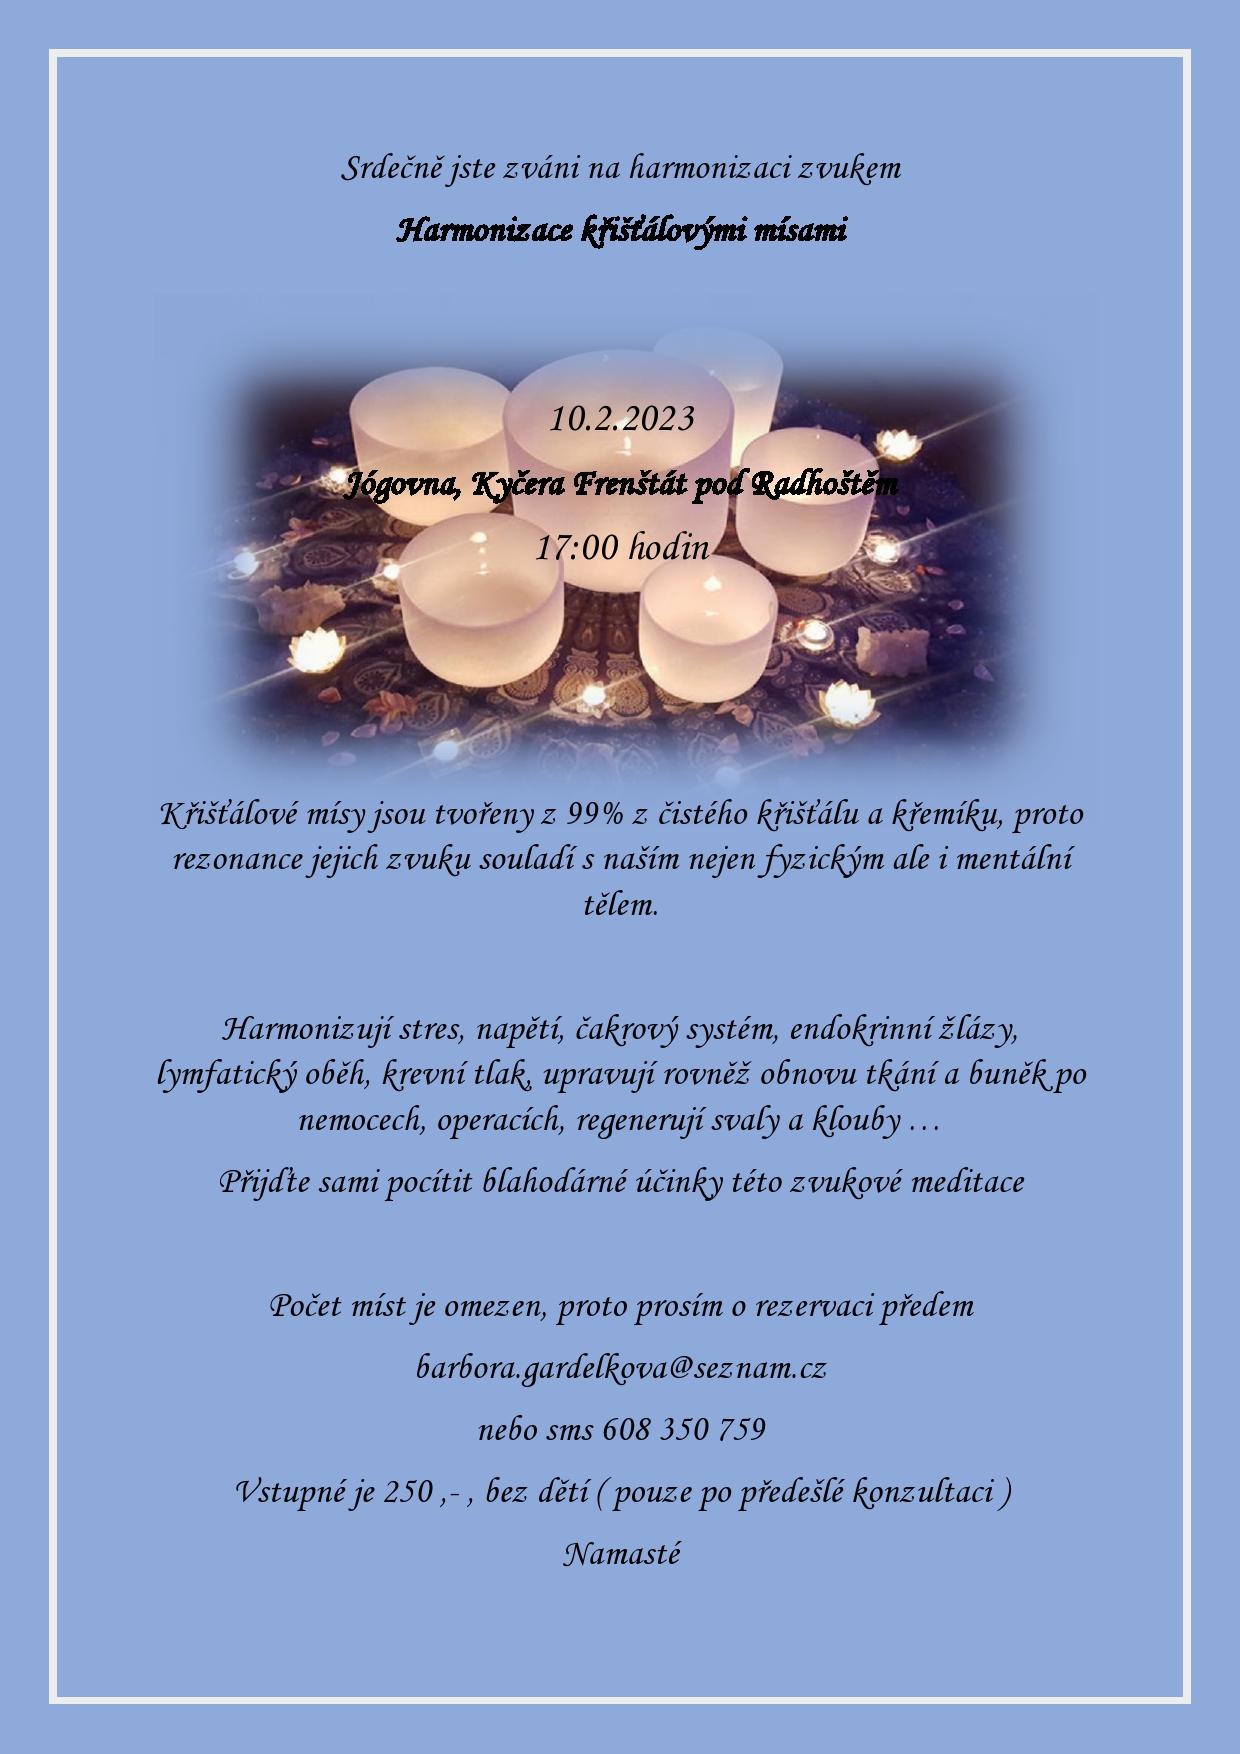 Srdečně jste zváni na harmonizaci zvukem
Harmonizace křišťálovými mísami
10.2.2023
Jógovna, Kyčera Frenštát pod Radhoštěm
17:00 hodin
Křišťálové mísy jsou tvořeny z 99% z čistého křišťálu a křemíku, proto
rezonance jejich zvuku souladí s naším nejen fyzickým ale i mentální
tělem.
Harmonizují stres, napětí, čakrový systém, endokrinní žlázy,
lymfatický oběh, krevní tlak, upravují rovněž obnovu tkání a buněk po
nemocech, operacích, regenerují svaly a klouby …
Přijďte sami pocítit blahodárné účinky této zvukové meditace
Počet míst je omezen, proto prosím o rezervaci předem
barbora.gardelkova@seznam.cz
nebo sms 608 350 759
Vstupné je 250 ,- , bez dětí ( pouze po předešlé konzultaci )
Namasté